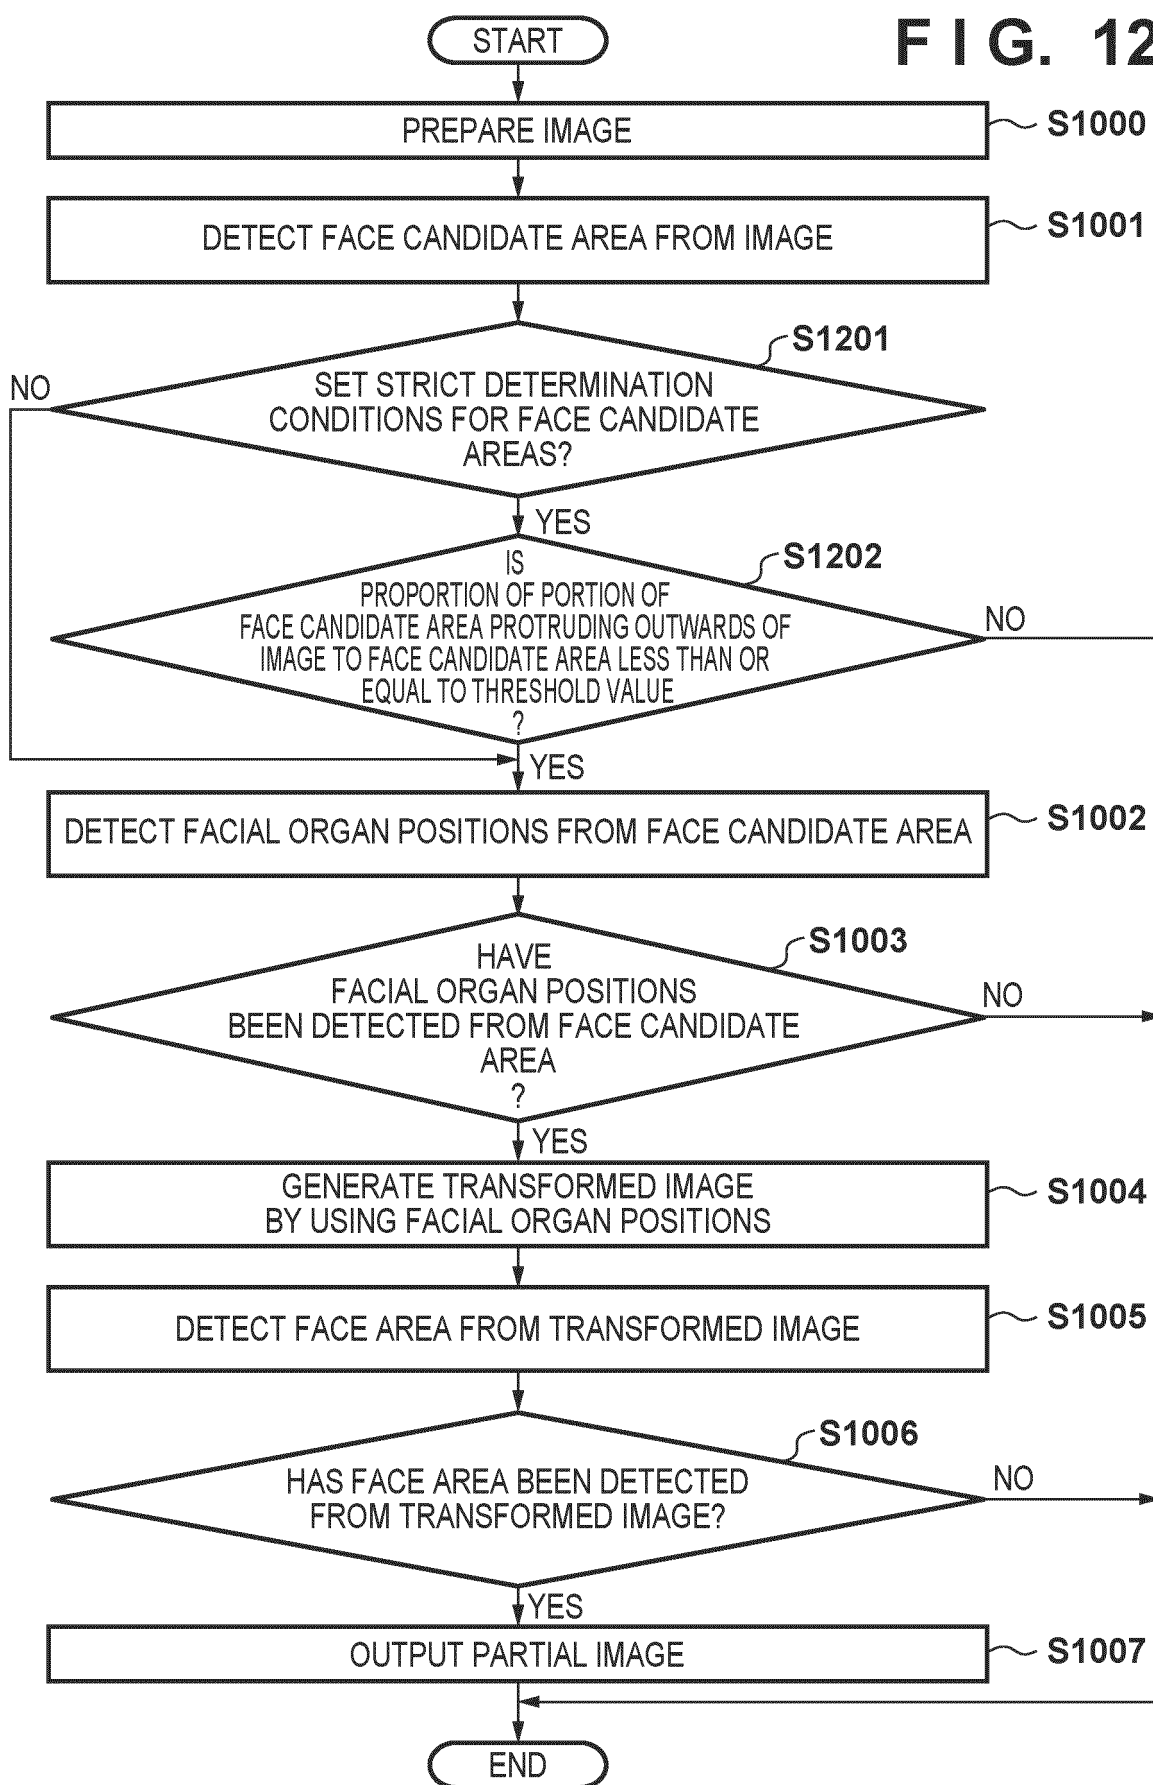 START
FIG. 12
PREPARE IMAGE
S1000
DETECT FACE CANDIDATE AREA FROM IMAGE
S1001
S1201
NO
SET STRICT DETERMINATION
CONDITIONS FOR FACE CANDIDATE
AREAS?
YES
S1202
IS
PROPORTION OF PORTION OF
FACE CANDIDATE AREA PROTRUDING OUTWARDS OF
IMAGE TO FACE CANDIDATE AREA LESS THAN OR
EQUAL TO THRESHOLD VALUE
?
NO
YES
DETECT FACIAL ORGAN POSITIONS FROM FACE CANDIDATE AREA
S1002
S1003
HAVE
FACIAL ORGAN POSITIONS
BEEN DETECTED FROM FACE CANDIDATE
AREA
?
NO
YES
GENERATE TRANSFORMED IMAGE
BY USING FACIAL ORGAN POSITIONS
S1004
DETECT FACE AREA FROM TRANSFORMED IMAGE
S1005
S1006
HAS FACE AREA BEEN DETECTED
FROM TRANSFORMED IMAGE?
NO
YES
OUTPUT PARTIAL IMAGE
S1007
END